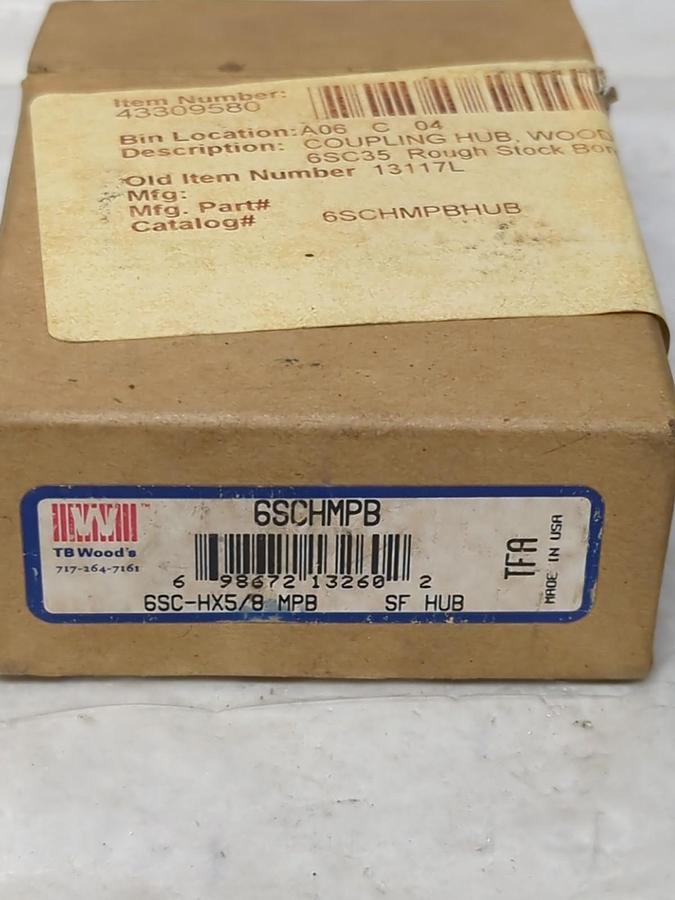 Item Number:
43309580
Bin Location: A06 C 04
Description: COUPLING HUB, WOOD
6SC35 Rough Stock Bor
Old Item Number 13117L
Mfg:
Mfg. Part#
Catalog# 6SCHMPBHUB
6SCHMPB
W™
TB Wood's
717-264-7161
6 98672 13260 2
6SC-HX5/8 MPB SF HUB
TFA
MADE IN USA